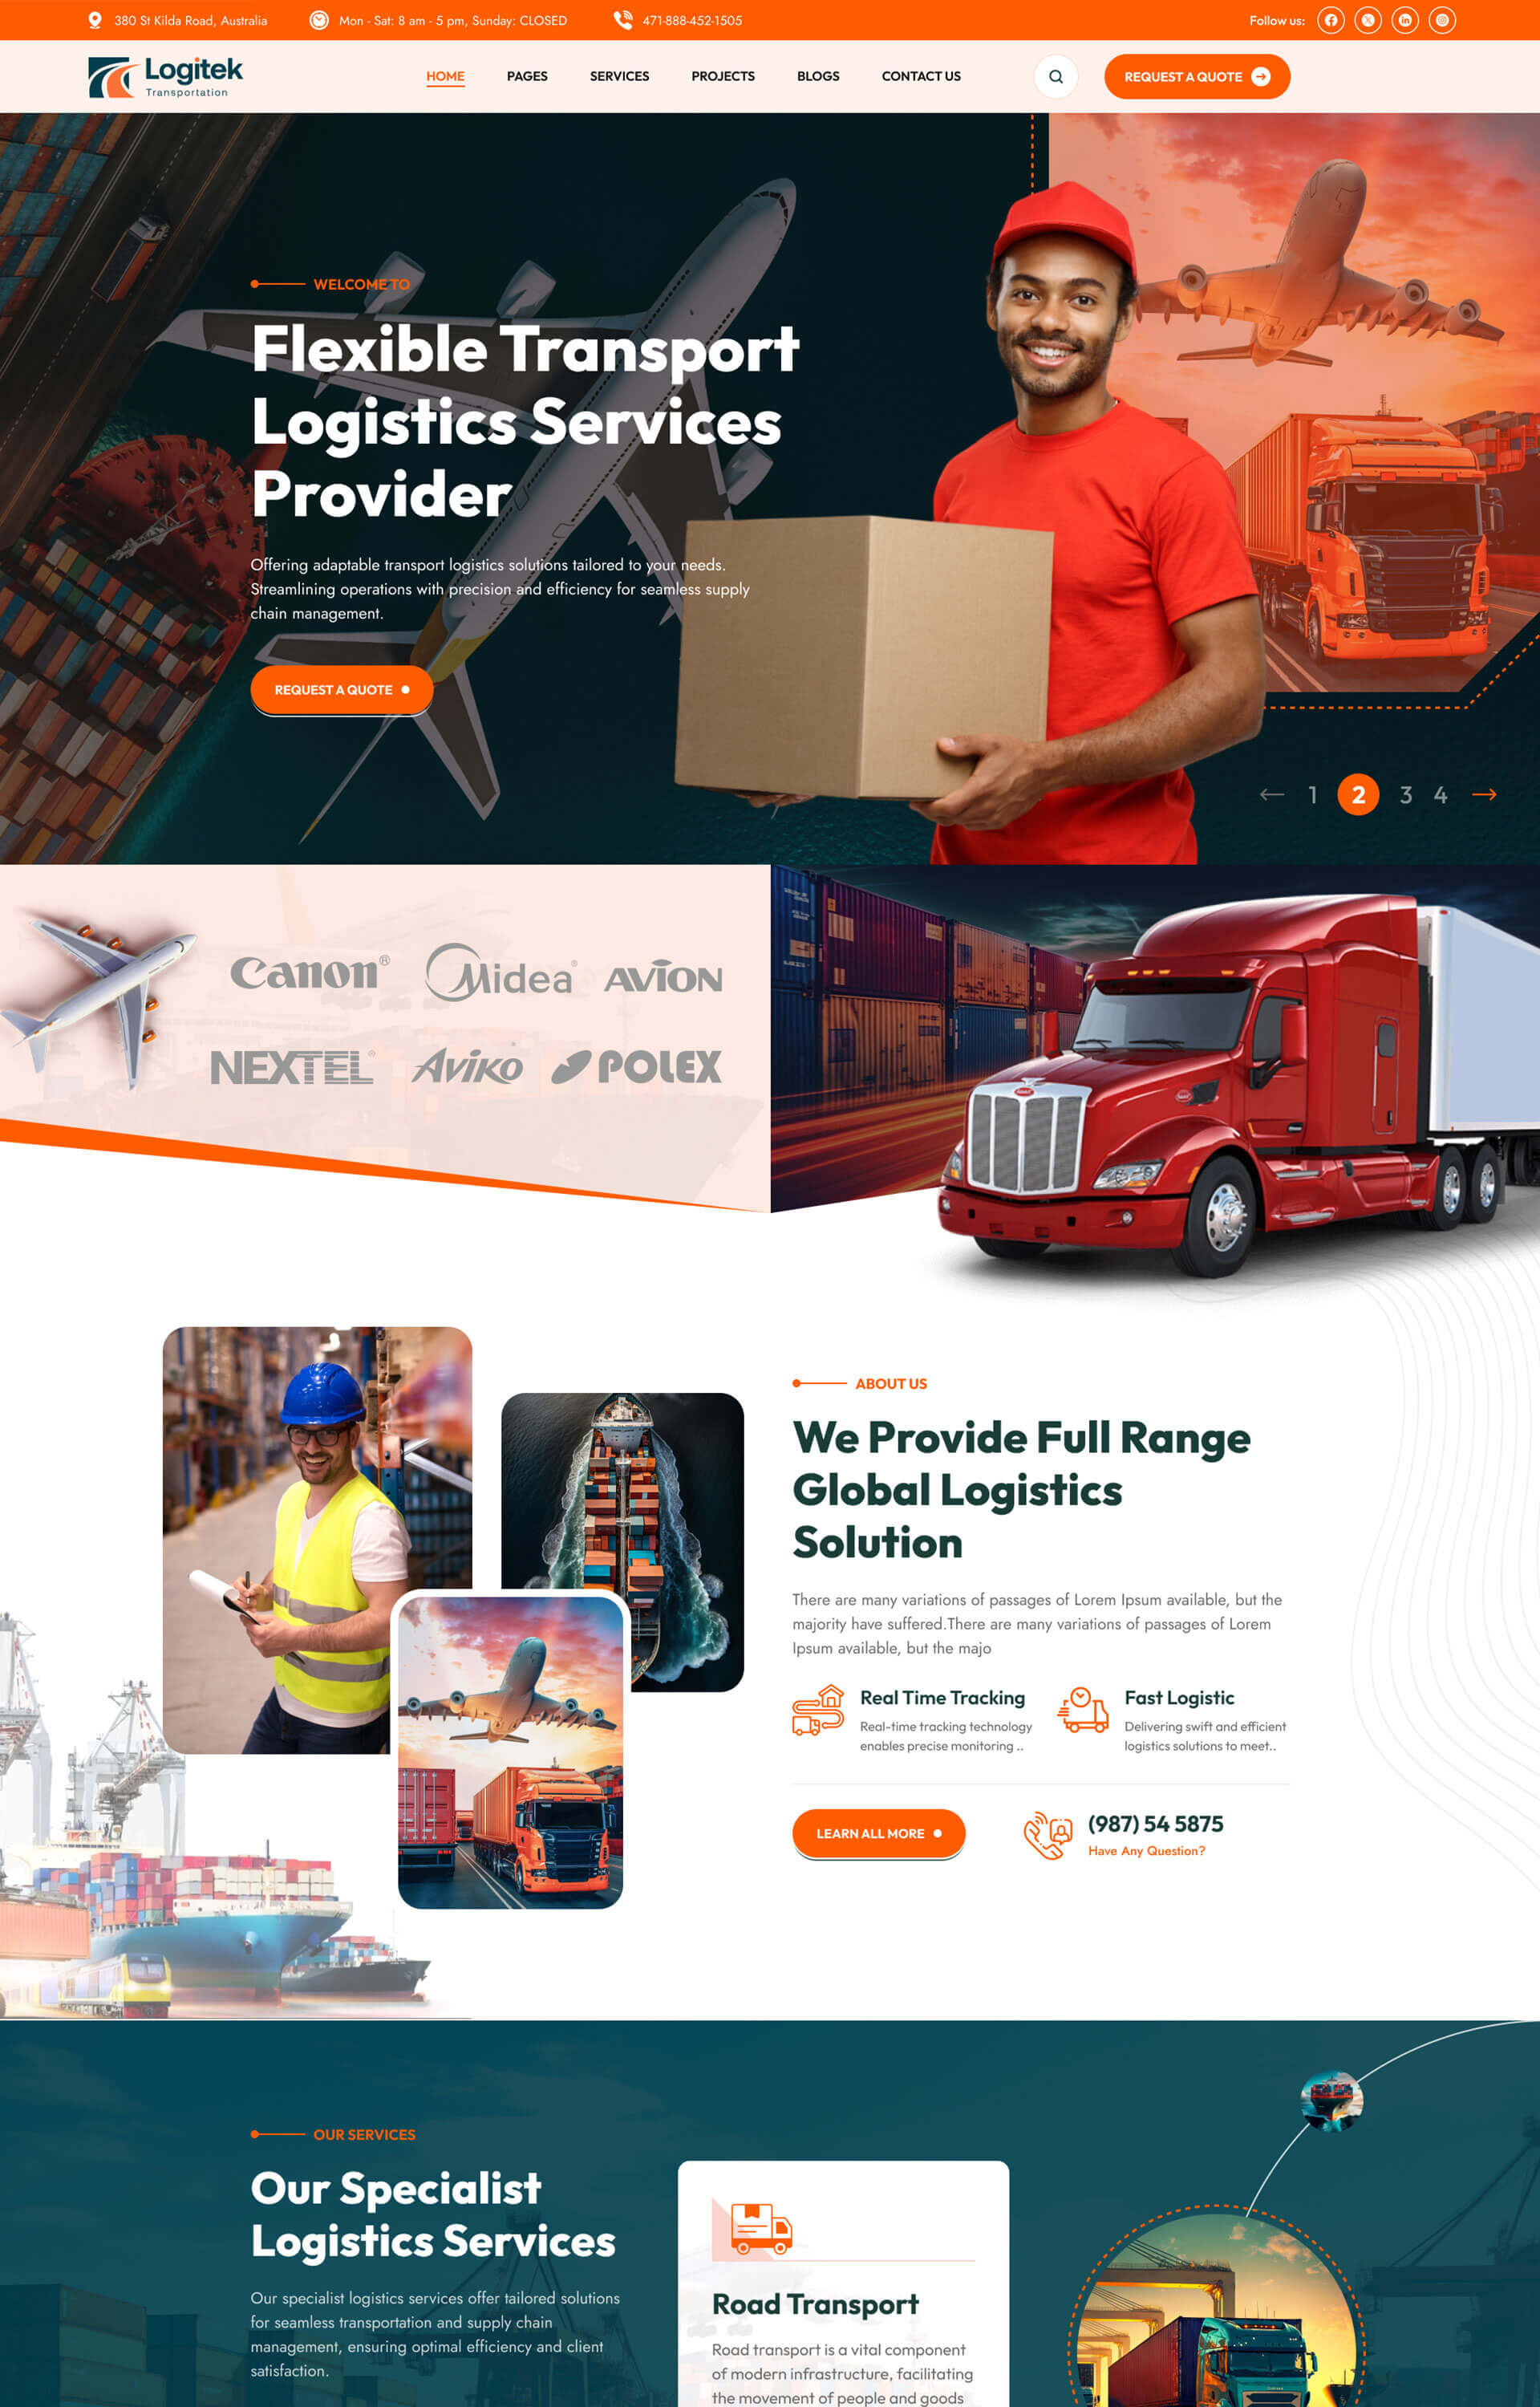 380 St Kilda Road, Australia
Mon - Sat: 8 am - 5 pm, Sunday: CLOSED
471-888-452-1505
Follow us:
Logitek
Transportation
HOME
PAGES
SERVICES
PROJECTS
BLOGS
CONTACT US
REQUEST A QUOTE
WELCOME TO
Flexible Transport
Logistics Services
Provider
Offering adaptable transport logistics solutions tailored to your needs.
Streamlining operations with precision and efficiency for seamless supply
chain management.
REQUEST A QUOTE
1 2 3 4
Canon®
Midea
AVION
NEXTEL
AVIKO
POLEX
ABOUT US
We Provide Full Range
Global Logistics
Solution
There are many variations of passages of Lorem Ipsum available, but the
majority have suffered.There are many variations of passages of Lorem
Ipsum available, but the majo
Real Time Tracking
Real-time tracking technology
enables precise monitoring ..
Fast Logistic
Delivering swift and efficient
logistics solutions to meet..
LEARN ALL MORE
(987) 54 5875
Have Any Question?
OUR SERVICES
Our Specialist
Logistics Services
Our specialist logistics services offer tailored solutions
for seamless transportation and supply chain
management, ensuring optimal efficiency and client
satisfaction.
Road Transport
Road transport is a vital component
of modern infrastructure, facilitating
the movement of people and goods